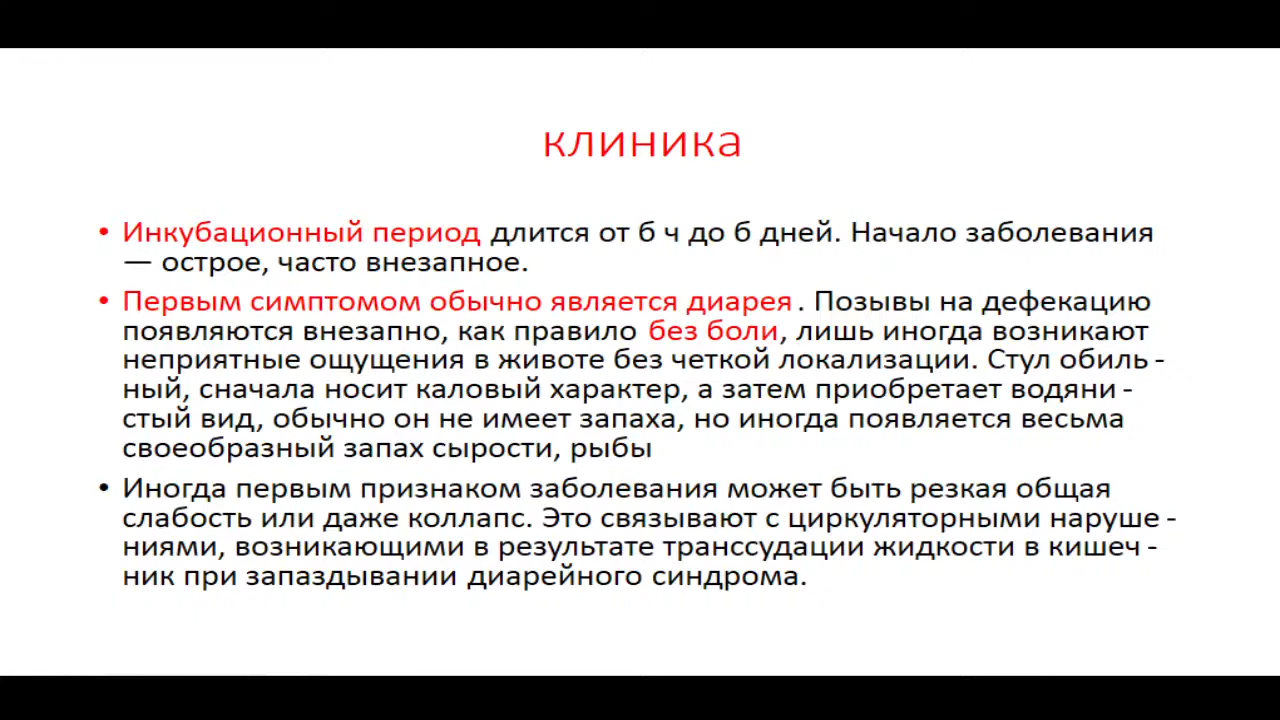 клиника
• Инкубационный период длится от б ч до б дней. Начало заболевания
— острое, часто внезапное.
• Первым симптомом обычно является диарея. Позывы на дефекацию
появляются внезапно, как правило без боли, лишь иногда возникают
неприятные ощущения в животе без четкой локализации. Стул обиль-
ный, сначала носит каловый характер, а затем приобретает водяни-
стый вид, обычно он не имеет запаха, но иногда появляется весьма
своеобразный запах сырости, рыбы
• Иногда первым признаком заболевания может быть резкая общая
слабость или даже коллапс. Это связывают с циркуляторными наруше-
ниями, возникающими в результате транссудации жидкости в кишеч-
ник при запаздывании диарейного синдрома.